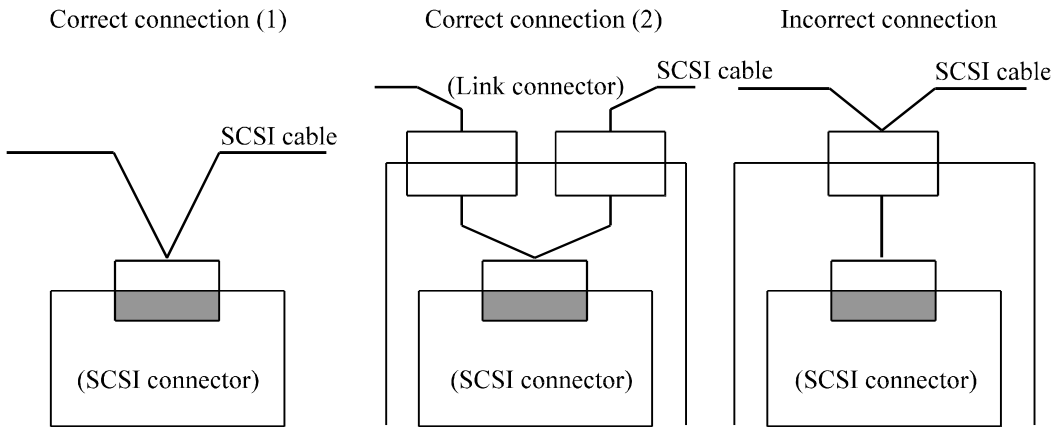 Correct connection (1)
Correct connection (2)
Incorrect connection
SCSI cable
(Link connector)
SCSI cable
SCSI cable
(SCSI connector)
(SCSI connector)
(SCSI connector)